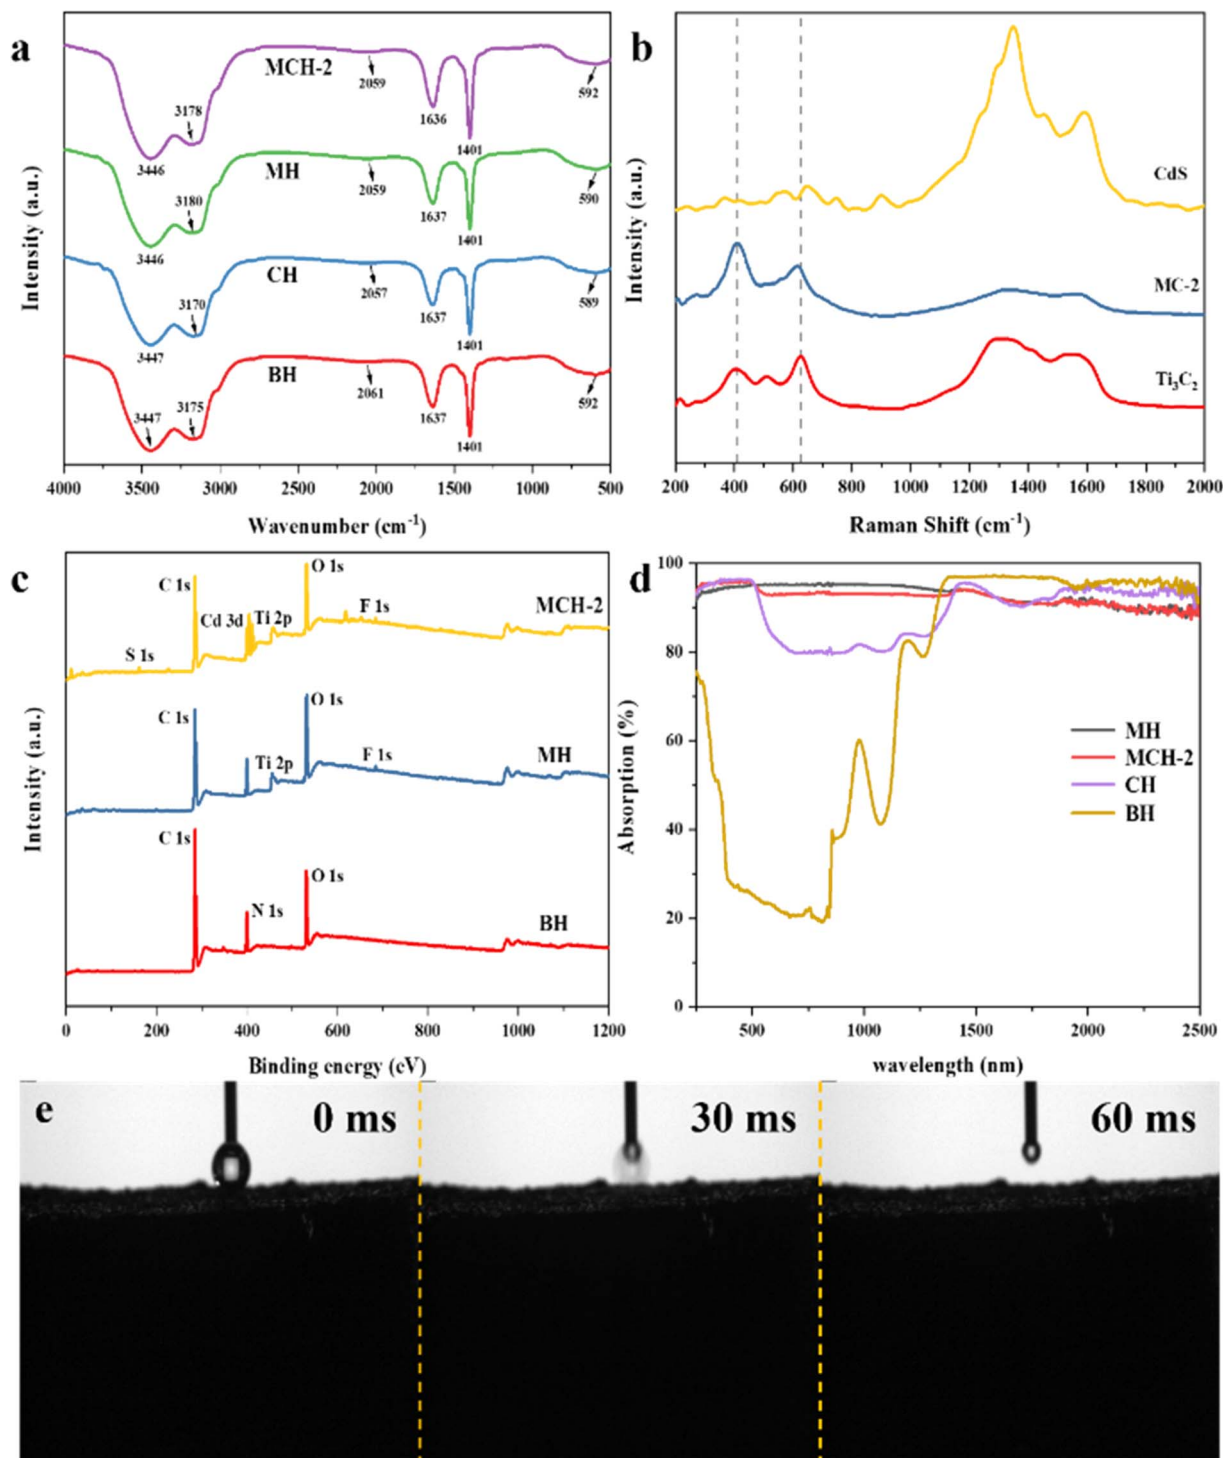 a
MCH-2
2059
592
3178
1636
3446
1401
MH
2059
590
3180
1637
3446
1401
CH
2057
589
3170
1637
3447
1401
BH
2061
592
3447
3175
1637
1401
4000 3500 3000 2500 2000 1500 1000 500
Wavenumber (cm⁻¹)
Intensity (a.u.)
b
CdS
MC-2
Ti₃C₂
200 400 600 800 1000 1200 1400 1600 1800 2000
Raman Shift (cm⁻¹)
Intensity (a.u.)
c
O 1s
C 1s
F 1s
MCH-2
Cd 3d
Ti 2p
S 1s
O 1s
C 1s
Ti 2p
F 1s
MH
C 1s
O 1s
N 1s
BH
0 200 400 600 800 1000 1200
Binding energy (eV)
Intensity (a.u.)
d
100
80
60
40
20
0
MH
MCH-2
CH
BH
500 1000 1500 2000 2500
wavelength (nm)
Absorption (%)
e
0 ms
30 ms
60 ms